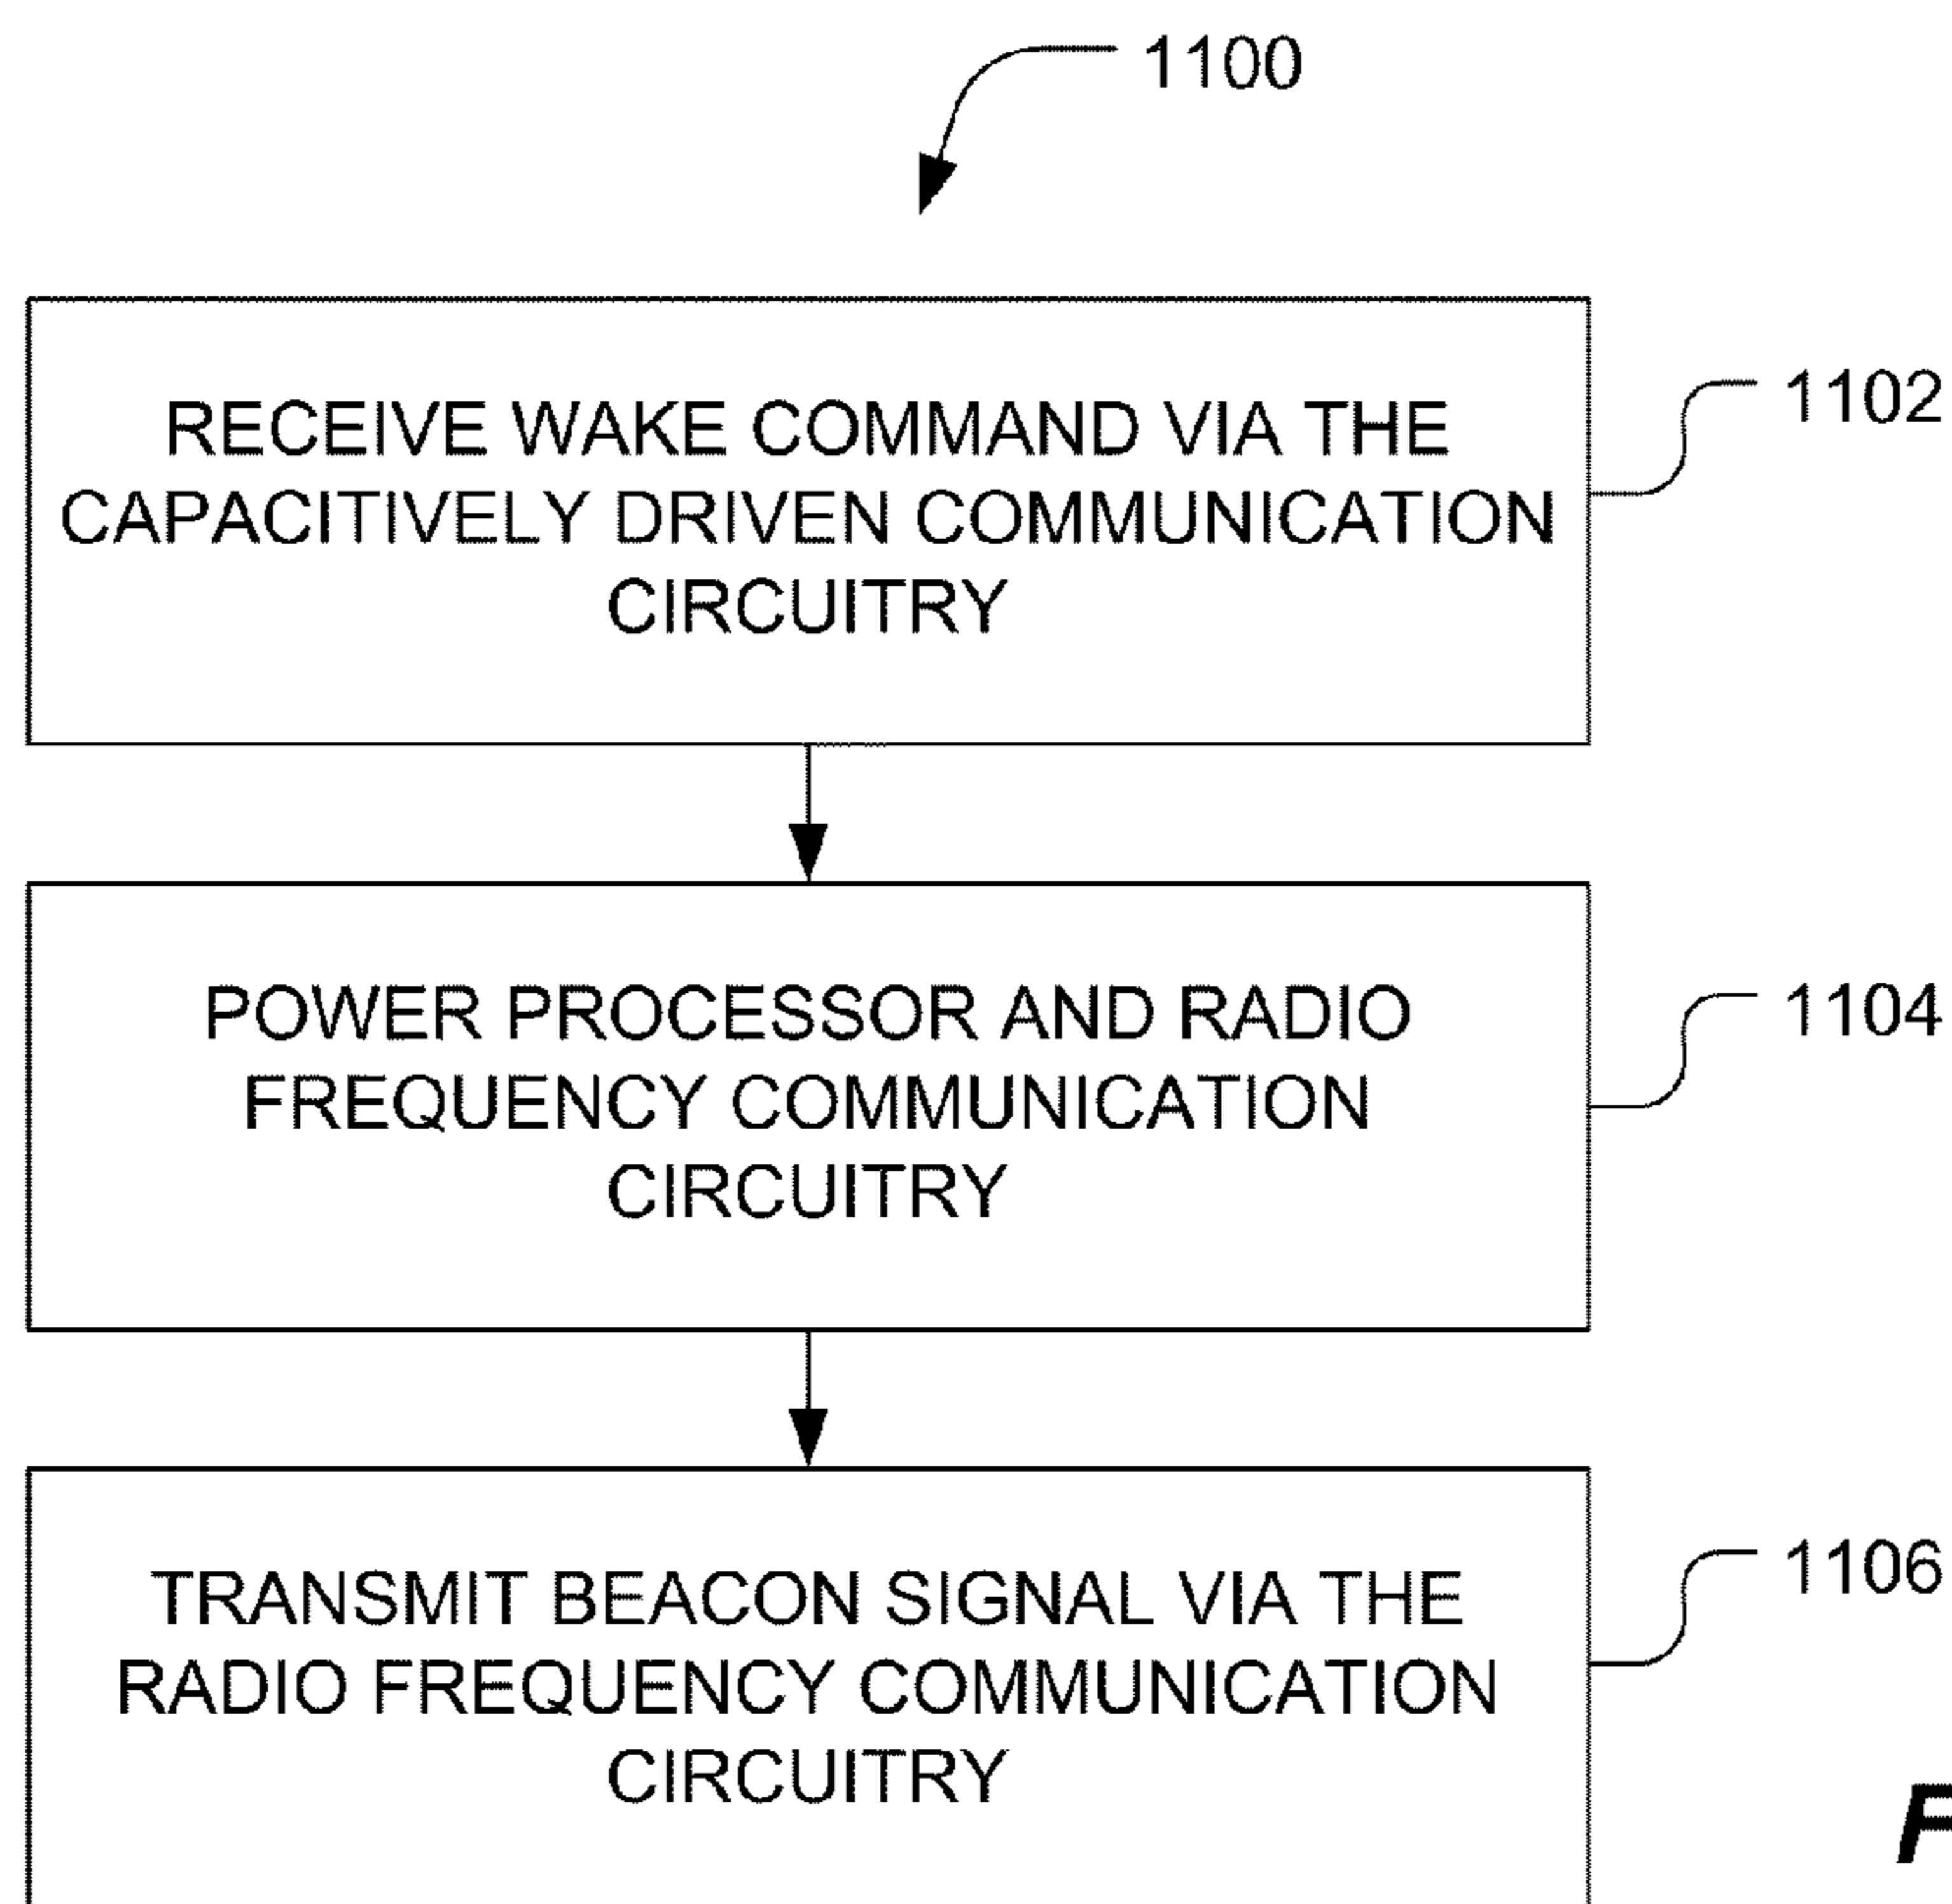 1100
RECEIVE WAKE COMMAND VIA THE
CAPACITIVELY DRIVEN COMMUNICATION
CIRCUITRY
1102
POWER PROCESSOR AND RADIO
FREQUENCY COMMUNICATION
CIRCUITRY
1104
TRANSMIT BEACON SIGNAL VIA THE
RADIO FREQUENCY COMMUNICATION
CIRCUITRY
1106